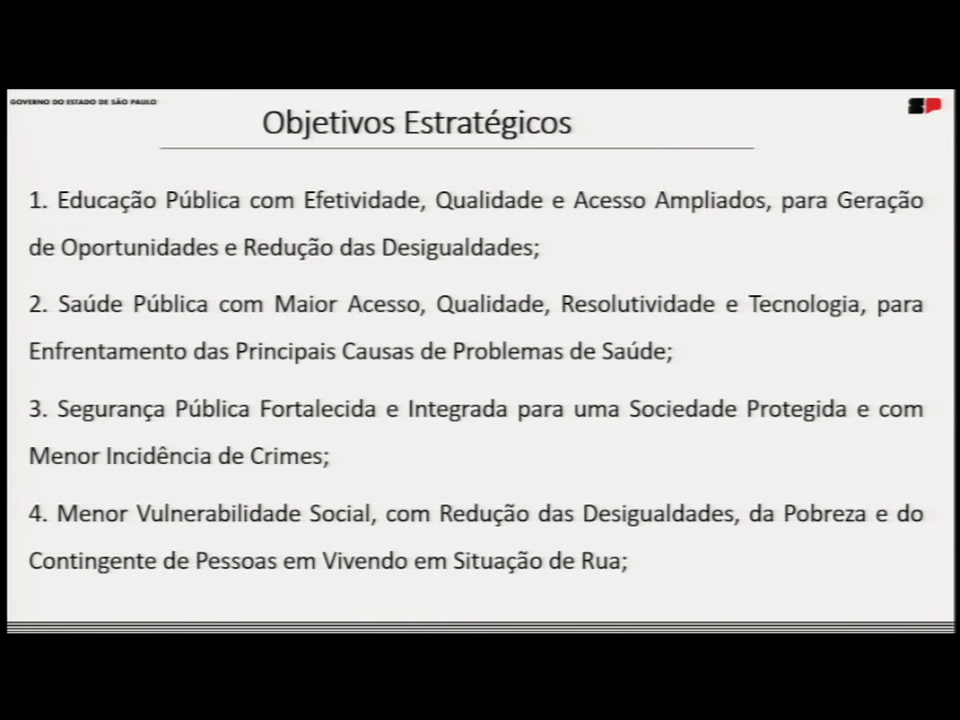 GOVERNO DO ESTADO DE SÃO PAULO
SP
Objetivos Estratégicos
1. Educação Pública com Efetividade, Qualidade e Acesso Ampliados, para Geração
de Oportunidades e Redução das Desigualdades;
2. Saúde Pública com Maior Acesso, Qualidade, Resolutividade e Tecnologia, para
Enfrentamento das Principais Causas de Problemas de Saúde;
3. Segurança Pública Fortalecida e Integrada para uma Sociedade Protegida e com
Menor Incidência de Crimes;
4. Menor Vulnerabilidade Social, com Redução das Desigualdades, da Pobreza e do
Contingente de Pessoas em Vivendo em Situação de Rua;